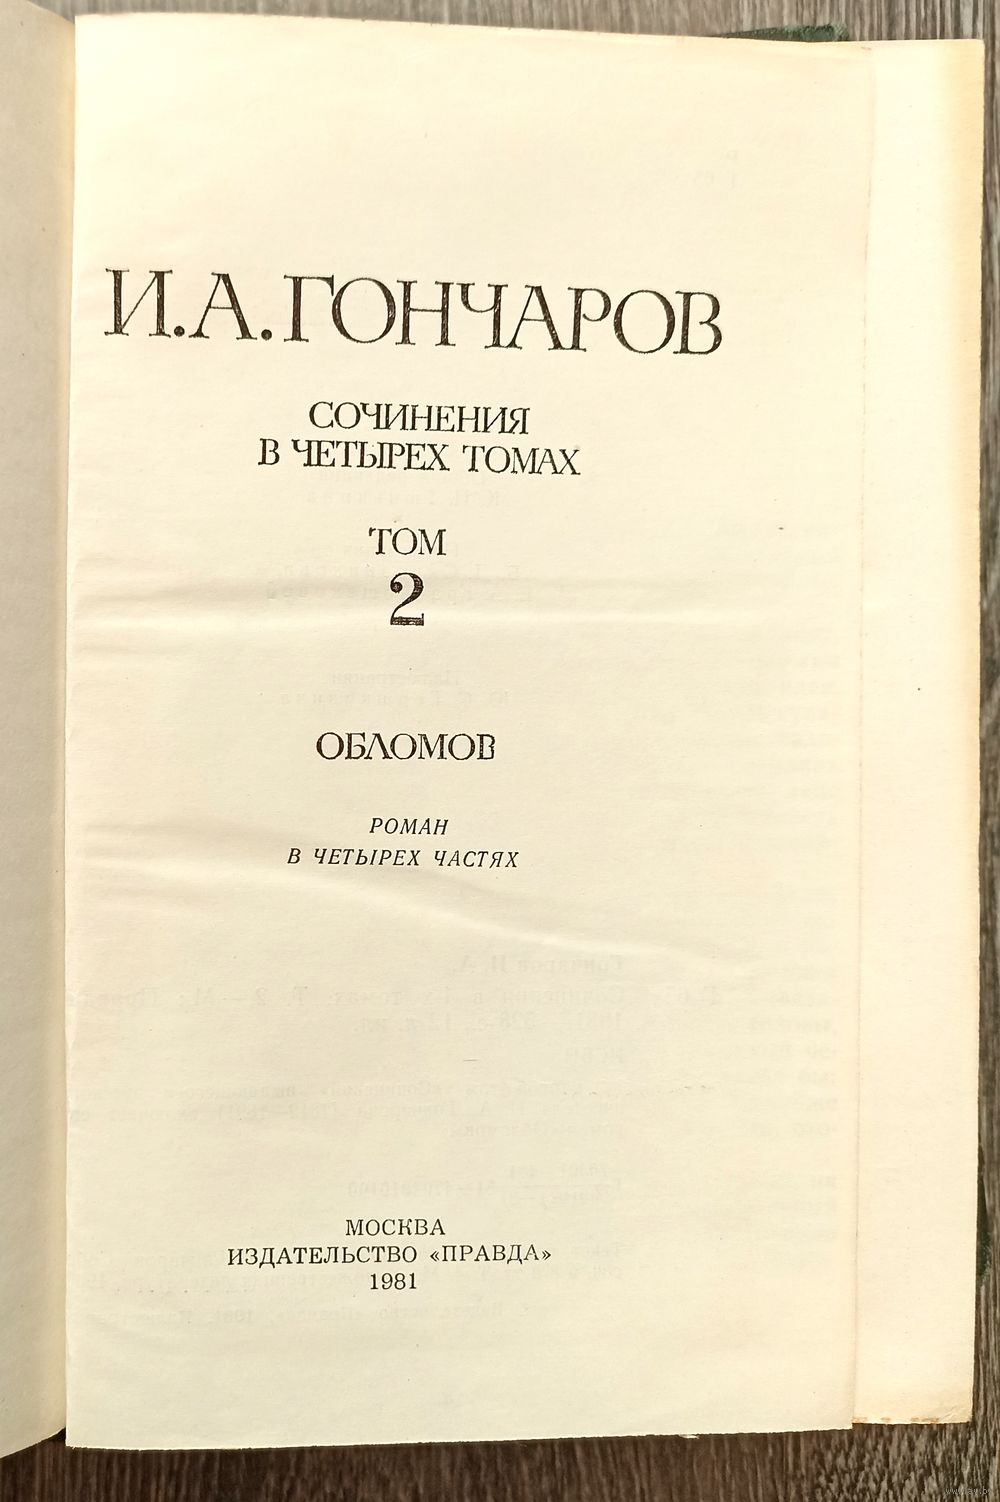 И.А.ГОНЧАРОВ
СОЧИНЕНИЯ
В ЧЕТЫРЕХ ТОМАХ
ТОМ
2
ОБЛОМОВ
РОМАН
В ЧЕТЫРЕХ ЧАСТЯХ
МОСКВА
ИЗДАТЕЛЬСТВО «ПРАВДА»
1981